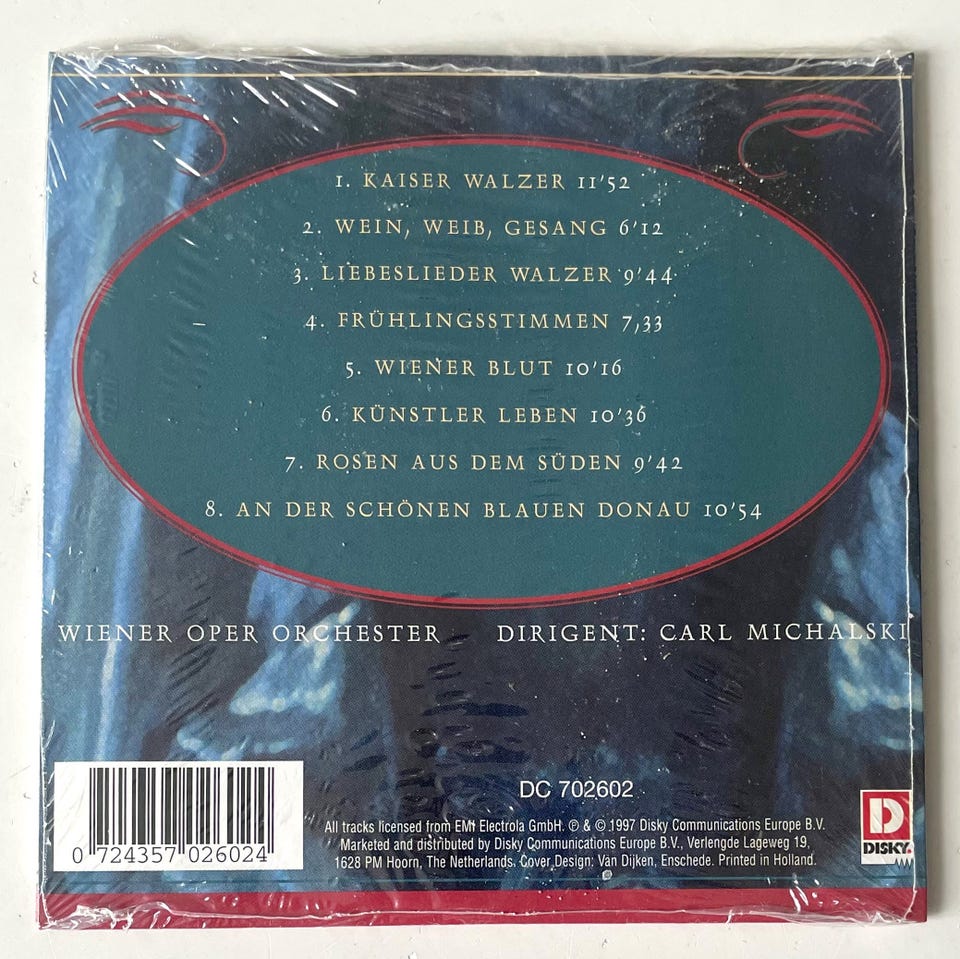 1. KAISER WALZER 11'52
2. WEIN, WEIB, GESANG 6'12
3. LIEBESLIEDER WALZER 9'44
4. FRÜHLINGSSTIMMEN 7,33
5. WIENER BLUT 10'16
6. KÜNSTLER LEBEN 10'36
7. ROSEN AUS DEM SÜDEN 9'42
8. AN DER SCHÖNEN BLAUEN DONAU 10'54
WIENER OPER ORCHESTER DIRIGENT: CARL MICHALSKI
DC 702602
All tracks licensed from EMI Electrola GmbH. ℗ & © 1997 Disky Communications Europe B.V.
Marketed and distributed by Disky Communications Europe B.V., Verlengde Lageweg 19,
1628 PM Hoorn, The Netherlands. Cover Design: Van Dijken, Enschede. Printed in Holland.
0 724357 026024
D
DISKY.